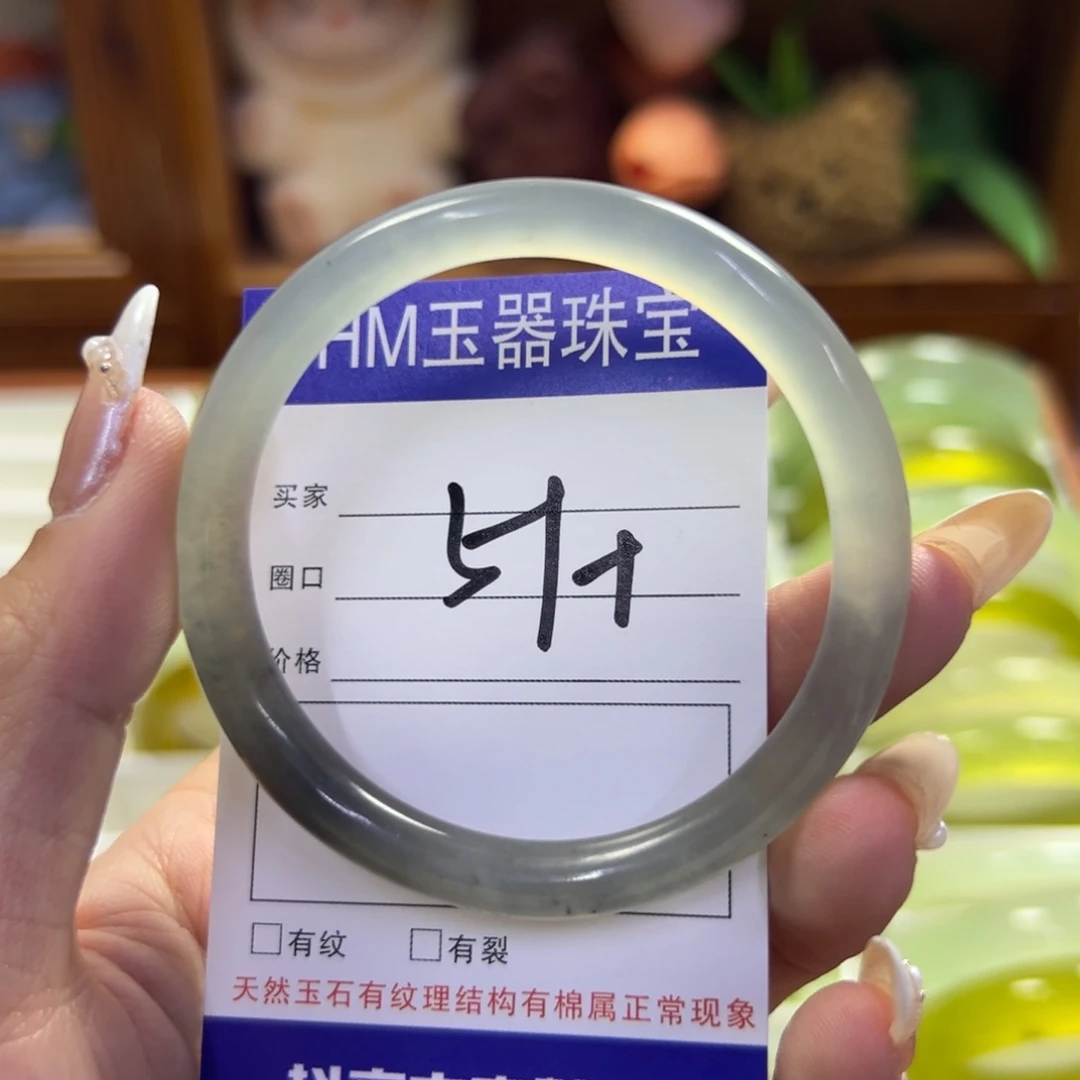 HM玉器珠宝
买家
圈口
价格
有纹 有裂
天然玉石有纹理结构有棉属正常现象